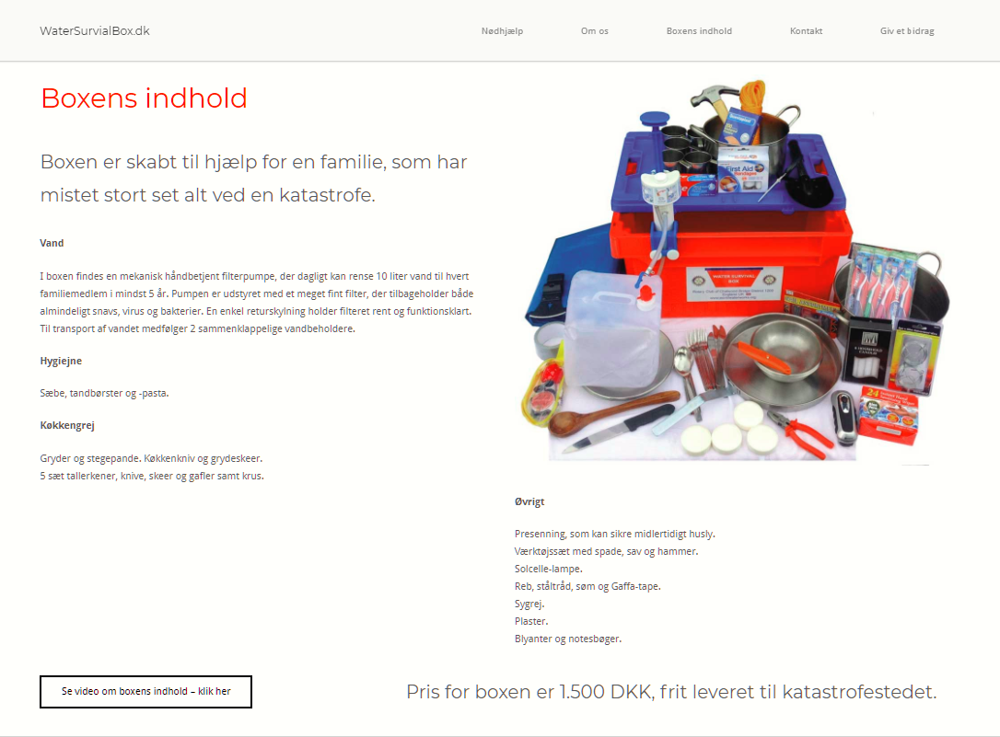 WaterSurvialBox.dk
Nødhjælp
Om os
Boxens indhold
Kontakt
Giv et bidrag
Boxens indhold
Boxen er skabt til hjælp for en familie, som har
mistet stort set alt ved en katastrofe.
Vand
I boxen findes en mekanisk håndbetjent filterpumpe, der dagligt kan rense 10 liter vand til hvert
familiemedlem i mindst 5 år. Pumpen er udstyret med et meget fint filter, der tilbageholder både
almindeligt snavs, virus og bakterier. En enkel returskylning holder filteret rent og funktionsklart.
Til transport af vandet medfølger 2 sammenklappelige vandbeholdere.
Hygiejne
Sæbe, tandbørster og -pasta.
Køkkengrej
Gryder og stegepande. Køkkenkniv og grydeskeer.
5 sæt tallerkener, knive, skeer og gafler samt krus.
First Aid
Bandages
WATER SURVIVAL
BOX
24
Øvrigt
Presenning, som kan sikre midlertidigt husly.
Værktøjssæt med spade, sav og hammer.
Solcelle-lampe.
Reb, ståltråd, søm og Gaffa-tape.
Sygrej.
Plaster.
Blyanter og notesbøger.
Se video om boxens indhold – klik her
Pris for boxen er 1.500 DKK, frit leveret til katastrofestedet.